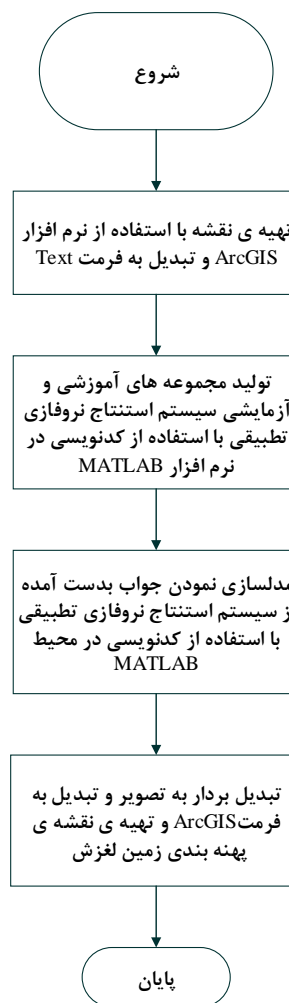 شروع
تهیه ی نقشه با استفاده از نرم افزار
ArcGIS و تبدیل به فرمت Text
تولید مجموعه های آموزشی و
آزمایشی سیستم استنتاج نروفازی
تطبیقی با استفاده از کدنویسی در
نرم افزار MATLAB
مدلسازی نمودن جواب بدست آمده
از سیستم استنتاج نروفازی تطبیقی
با استفاده از کدنویسی در محیط
MATLAB
تبدیل بردار به تصویر و تبدیل به
فرمتArcGIS و تهیه ی نقشه ی
پهنه بندی زمین لغزش
پایان